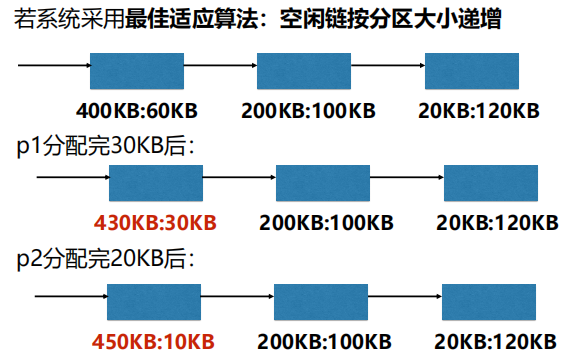 若系统采用最佳适应算法：空闲链按分区大小递增
400KB:60KB 200KB:100KB 20KB:120KB
p1分配完30KB后：
430KB:30KB 200KB:100KB 20KB:120KB
p2分配完20KB后：
450KB:10KB 200KB:100KB 20KB:120KB